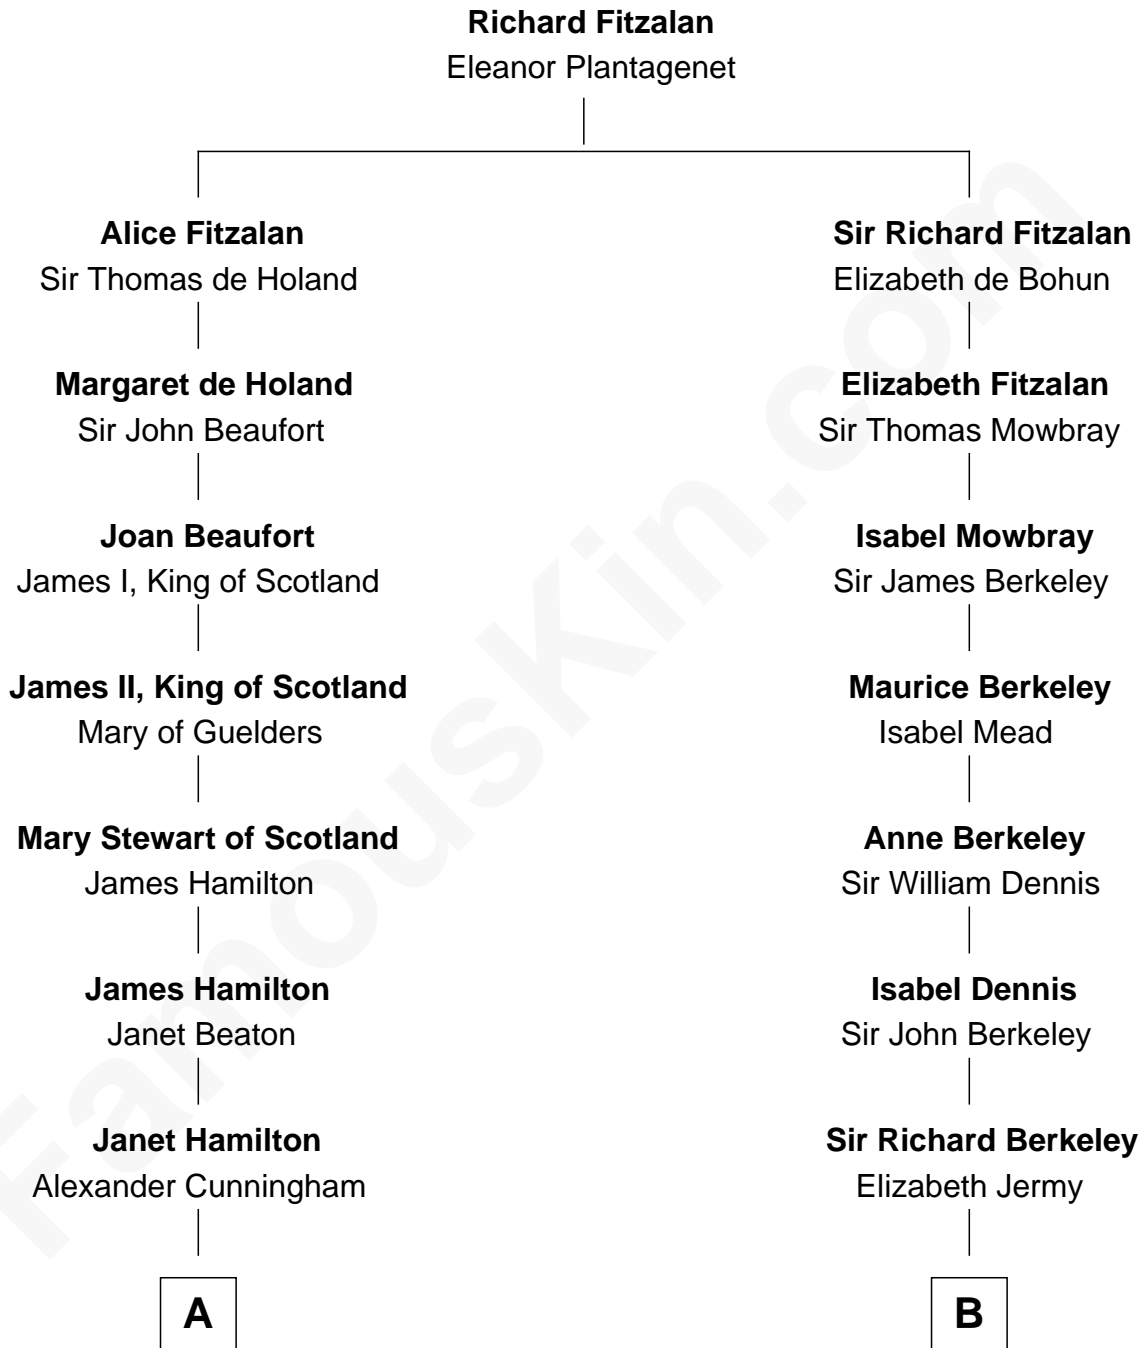 Richard Fitzalan
Eleanor Plantagenet
Alice Fitzalan
Sir Thomas de Holand
Sir Richard Fitzalan
Elizabeth de Bohun
Margaret de Holand
Sir John Beaufort
Elizabeth Fitzalan
Sir Thomas Mowbray
Joan Beaufort
James I, King of Scotland
Isabel Mowbray
Sir James Berkeley
James II, King of Scotland
Mary of Guelders
Maurice Berkeley
Isabel Mead
Mary Stewart of Scotland
James Hamilton
Anne Berkeley
Sir William Dennis
James Hamilton
Janet Beaton
Isabel Dennis
Sir John Berkeley
Janet Hamilton
Alexander Cunningham
Sir Richard Berkeley
Elizabeth Jermy
A
B
FamousKin.com